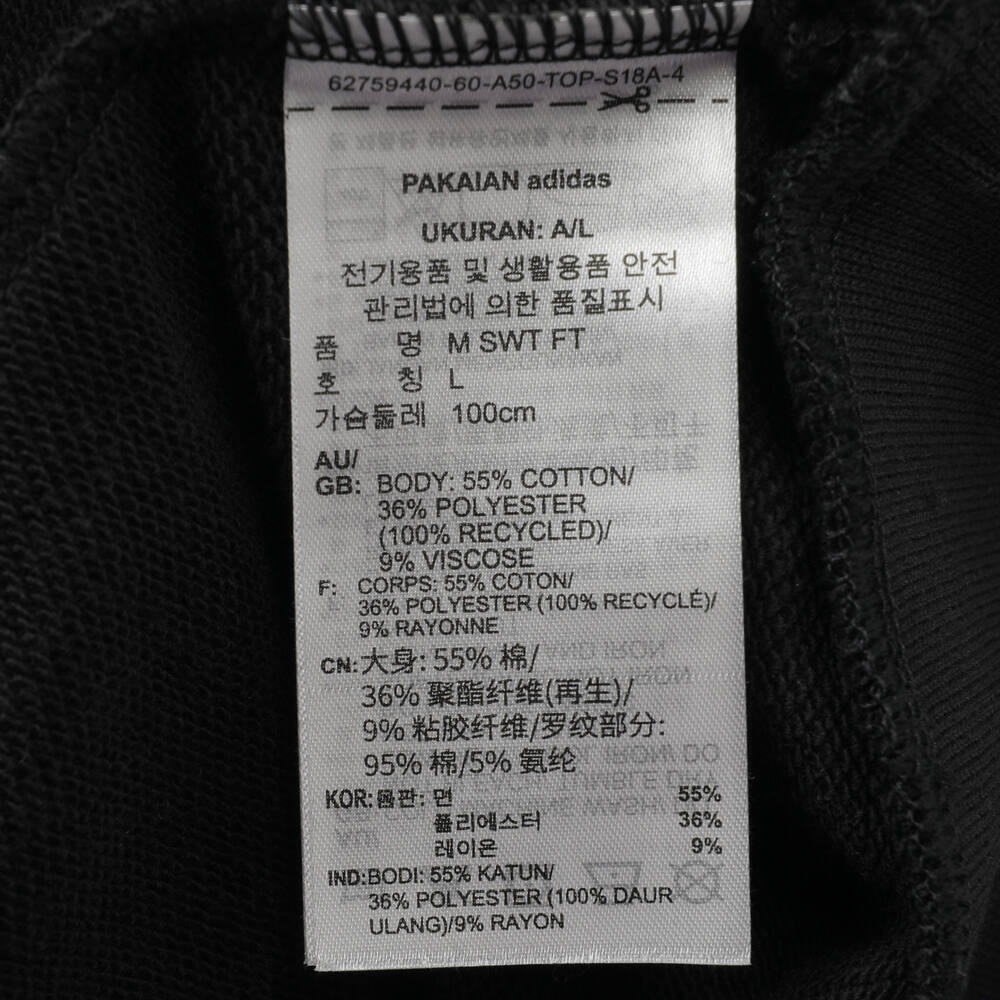 62759440-60-A50-TOP-S18A-4
PAKAIAN adidas
UKURAN: A/L
전기용품 및 생활용품 안전
관리법에 의한 품질표시
품 명 M SWT FT
호 칭 L
가슴둘레 100cm
AU/
GB: BODY: 55% COTTON/
36% POLYESTER
(100% RECYCLED)/
9% VISCOSE
F: CORPS: 55% COTON/
36% POLYESTER (100% RECYCLÉ)/
9% RAYONNE
CN: 大身: 55% 棉/
36% 聚酯纤维(再生)/
9% 粘胶纤维/罗纹部分:
95% 棉/5% 氨纶
KOR: 몸판: 면 55%
폴리에스터 36%
레이온 9%
IND: BODI: 55% KATUN/
36% POLYESTER (100% DAUR
ULANG)/9% RAYON